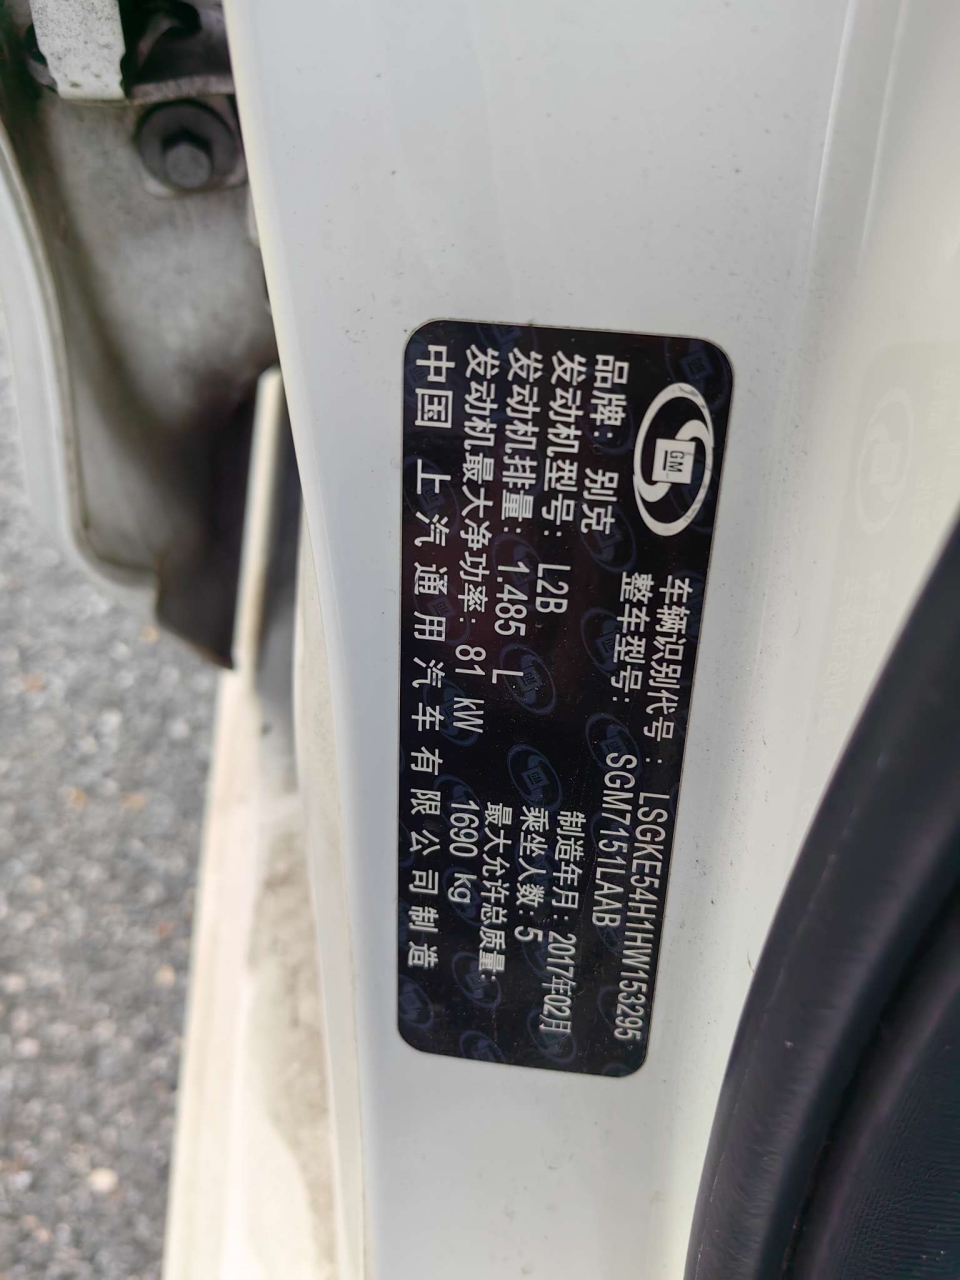 GM
车辆识别代号: LSGKE54H1HW153295
整车型号: SGM7151LAAB
品牌: 别克
发动机型号: L2B
制造年月: 2017年02月
发动机排量: 1.485 L
乘坐人数: 5
发动机最大净功率: 81 kW
最大允许总质量:
1690 kg
中国 上汽通用汽车有限公司制造